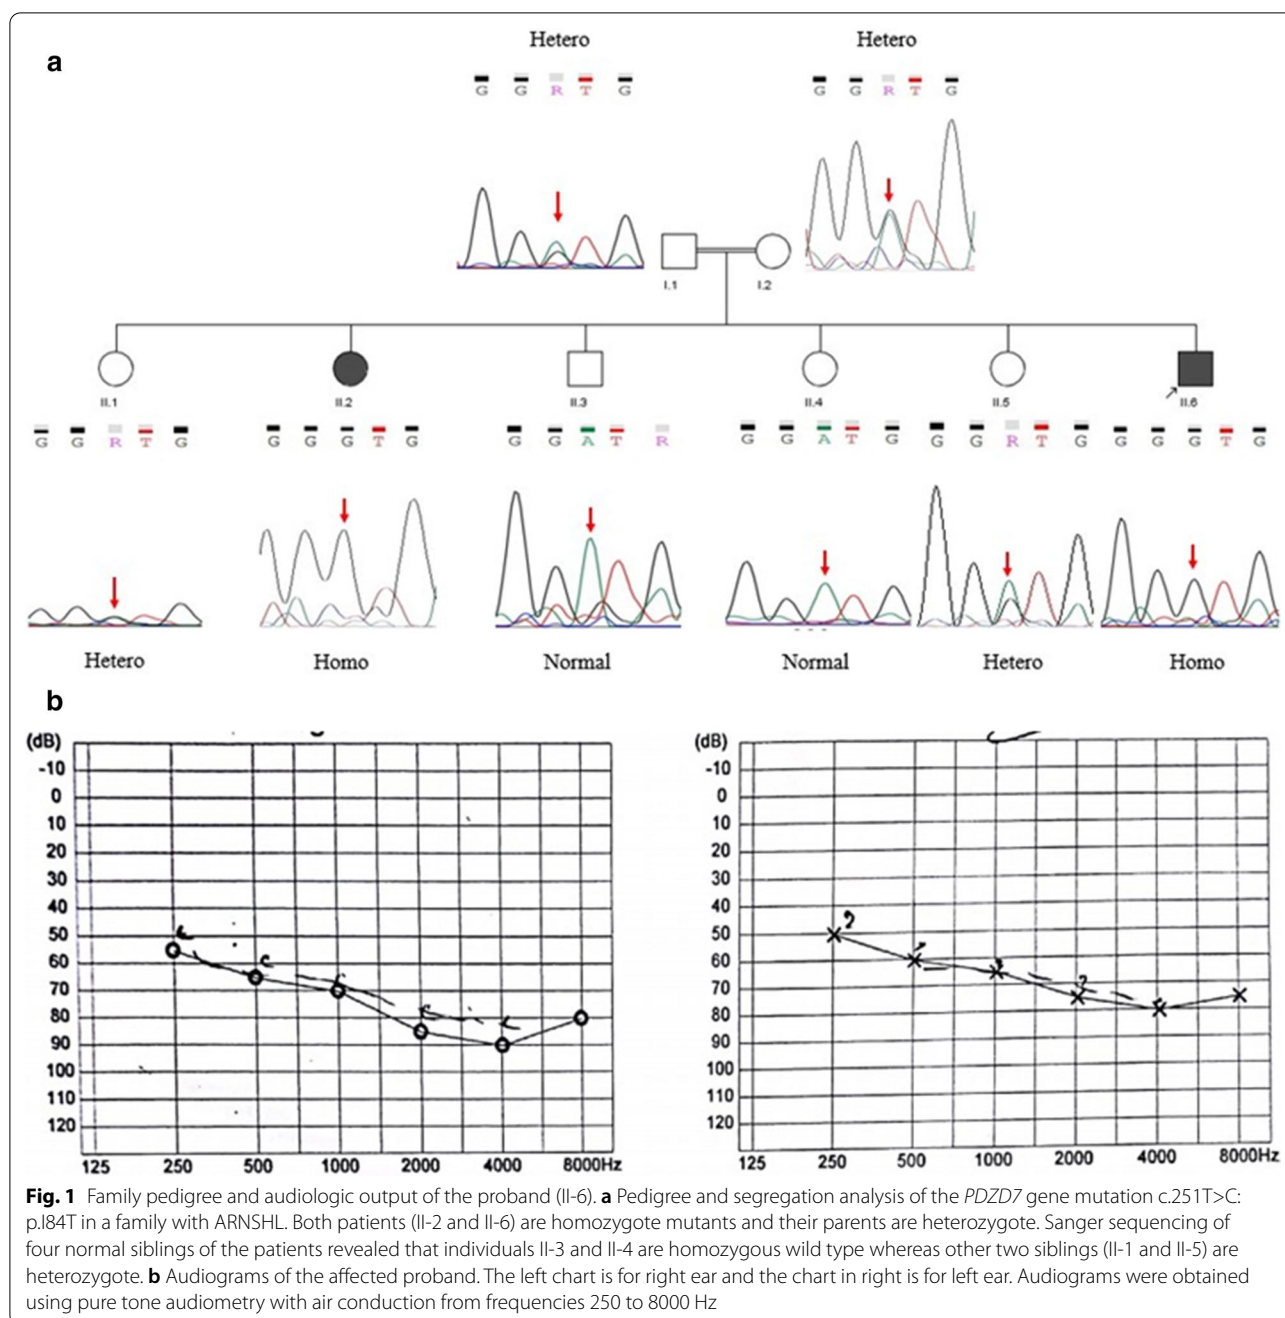 a
Hetero
Hetero
G G R T G
G G R T G
I.1
I.2
II.1
II.2
II.3
II.4
II.5
II.6
G G R T G
G G G T G
G G A T R
G G A T G
G G R T G
G G G T G
Hetero
Homo
Normal
Normal
Hetero
Homo
b
(dB)
-10
0
10
20
30
40
50
60
70
80
90
100
110
120
125 250 500 1000 2000 4000 8000Hz
(dB)
-10
0
10
20
30
40
50
60
70
80
90
100
110
120
125 250 500 1000 2000 4000 8000Hz
Fig. 1 Family pedigree and audiologic output of the proband (II-6). a Pedigree and segregation analysis of the PDZD7 gene mutation c.251T>C:
p.I84T in a family with ARNSHL. Both patients (II-2 and II-6) are homozygote mutants and their parents are heterozygote. Sanger sequencing of
four normal siblings of the patients revealed that individuals II-3 and II-4 are homozygous wild type whereas other two siblings (II-1 and II-5) are
heterozygote. b Audiograms of the affected proband. The left chart is for right ear and the chart in right is for left ear. Audiograms were obtained
using pure tone audiometry with air conduction from frequencies 250 to 8000 Hz